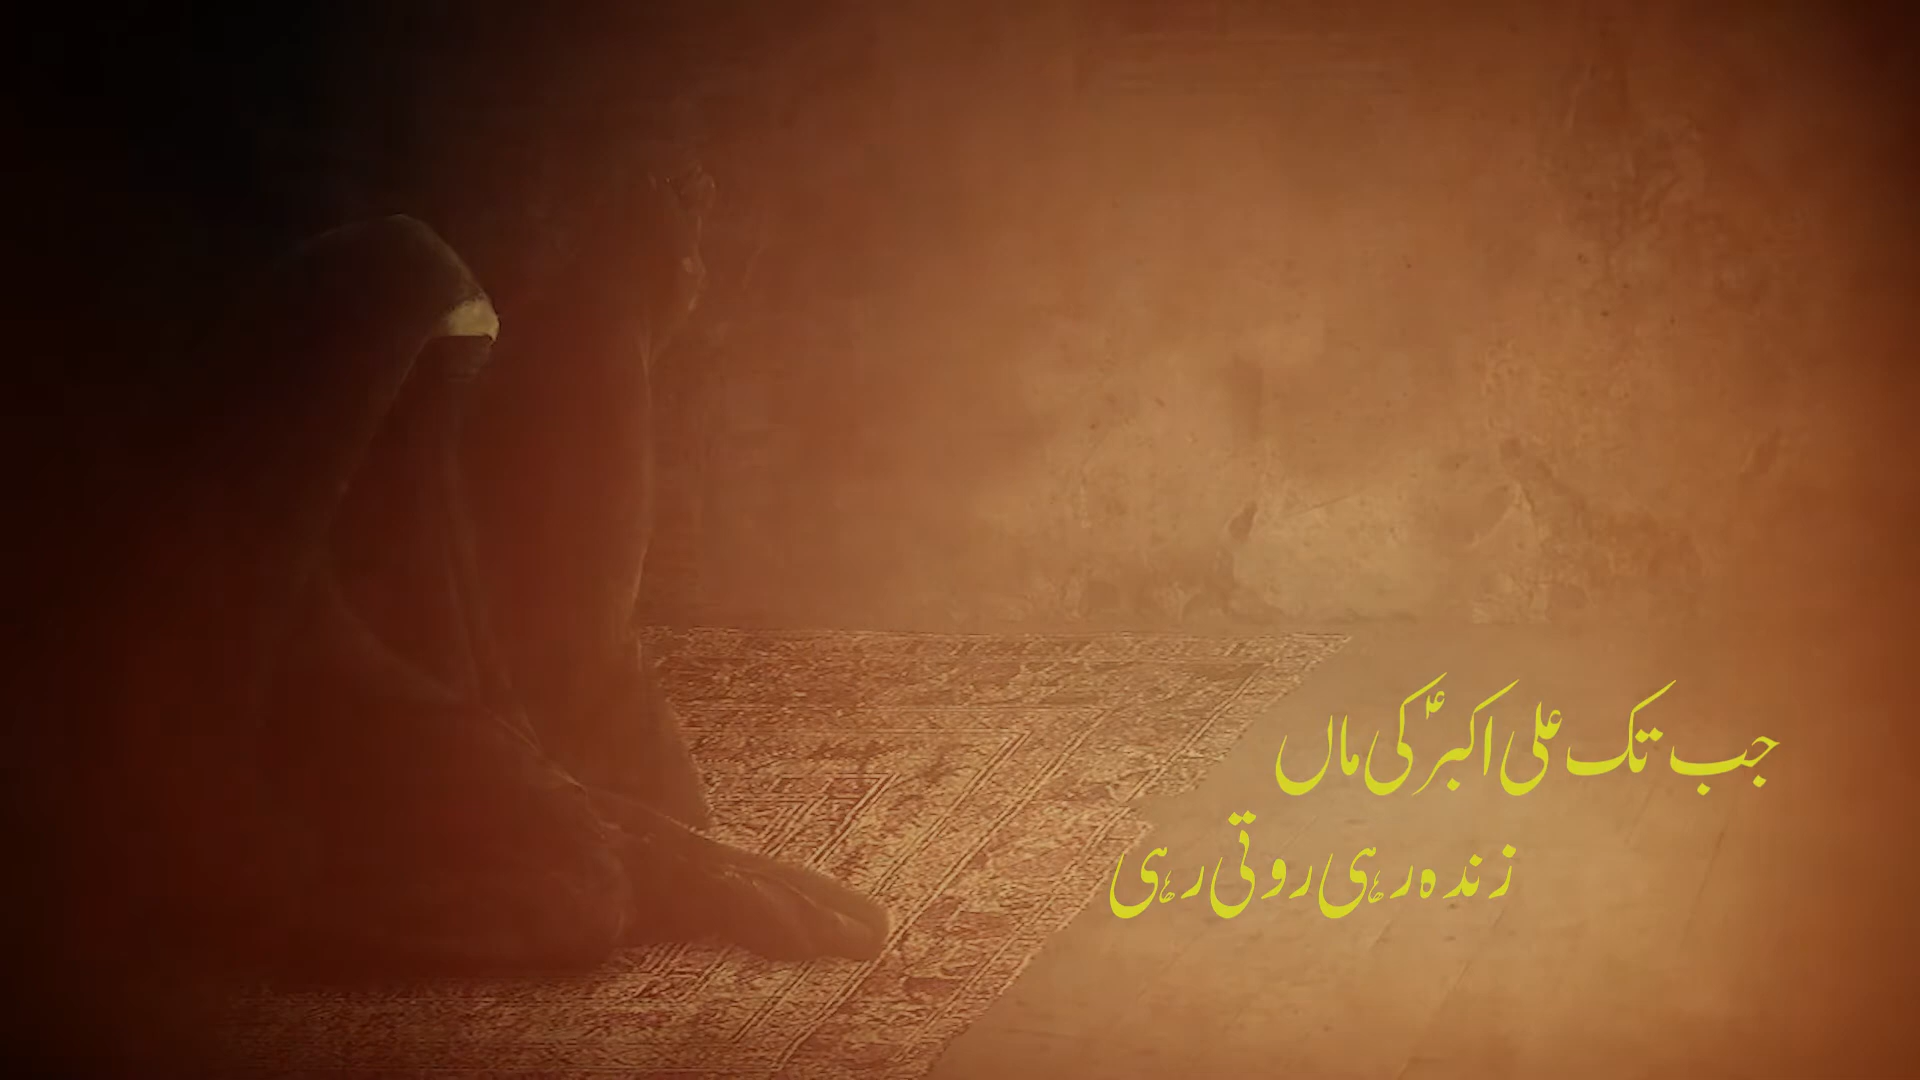 جب تک علی اکبرؑ کی ماں
زندہ رہی روتی رہی